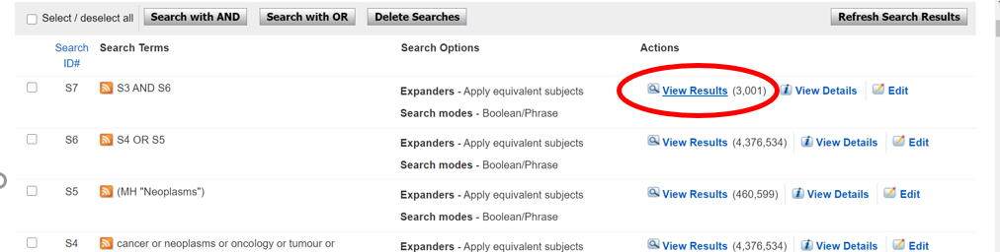 Select / deselect all Search with AND Search with OR Delete Searches Refresh Search Results
Search ID# Search Terms Search Options Actions
S7 S3 AND S6 Expanders - Apply equivalent subjects View Results (3,001) View Details Edit
Search modes - Boolean/Phrase
S6 S4 OR S5 Expanders - Apply equivalent subjects View Results (4,376,534) View Details Edit
Search modes - Boolean/Phrase
S5 (MH "Neoplasms") Expanders - Apply equivalent subjects View Results (460,599) View Details Edit
Search modes - Boolean/Phrase
S4 cancer or neoplasms or oncology or tumour or Expanders - Apply equivalent subjects View Results (4,376,534) View Details Edit